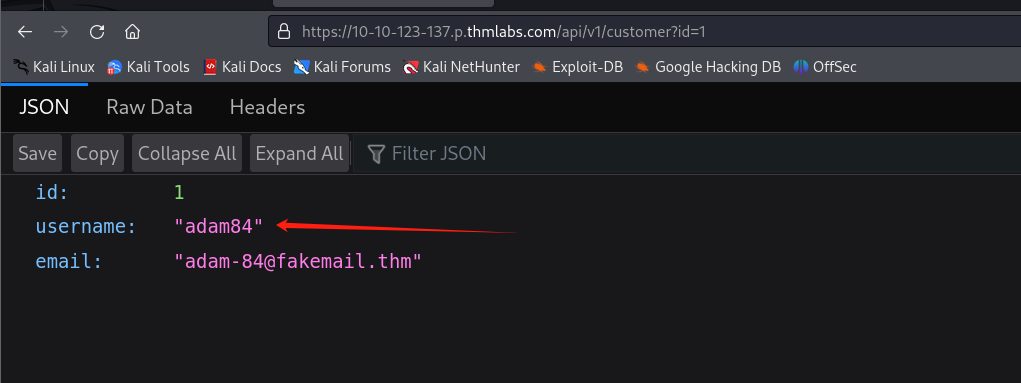 https://10-10-123-137.p.thmlabs.com/api/v1/customer?id=1
Kali Linux Kali Tools Kali Docs Kali Forums Kali NetHunter Exploit-DB Google Hacking DB OffSec
JSON Raw Data Headers
Save Copy Collapse All Expand All Filter JSON
id: 1
username: "adam84"
email: "adam-84@fakemail.thm"